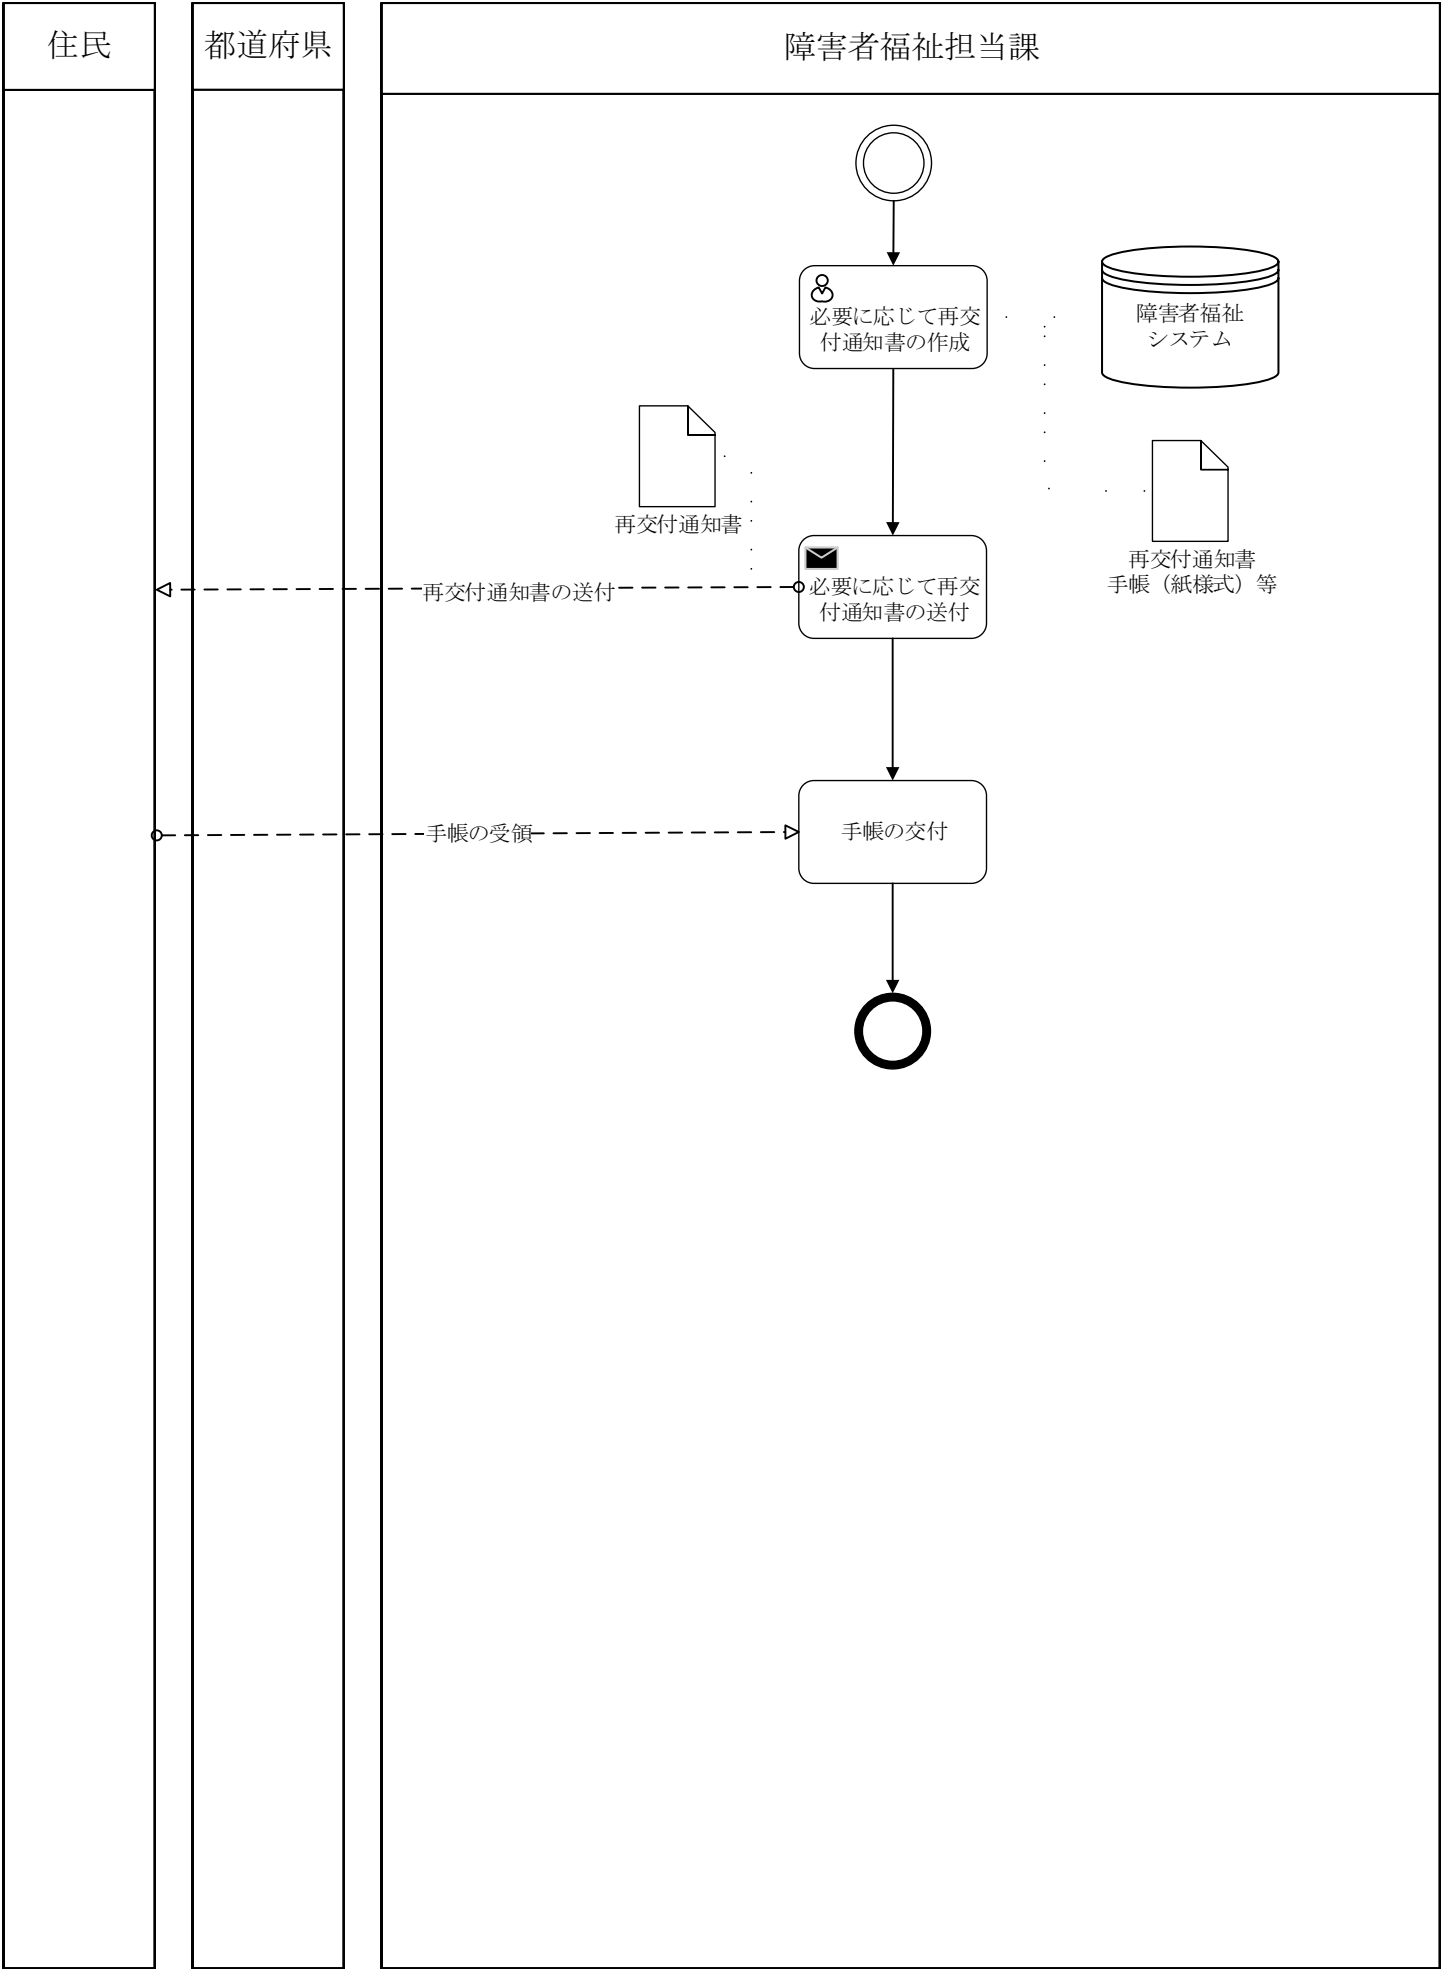 住民
都道府県
障害者福祉担当課
必要に応じて再交
付通知書の作成
障害者福祉
システム
再交付通知書
再交付通知書
手帳（紙様式）等
再交付通知書の送付
必要に応じて再交
付通知書の送付
手帳の受領
手帳の交付